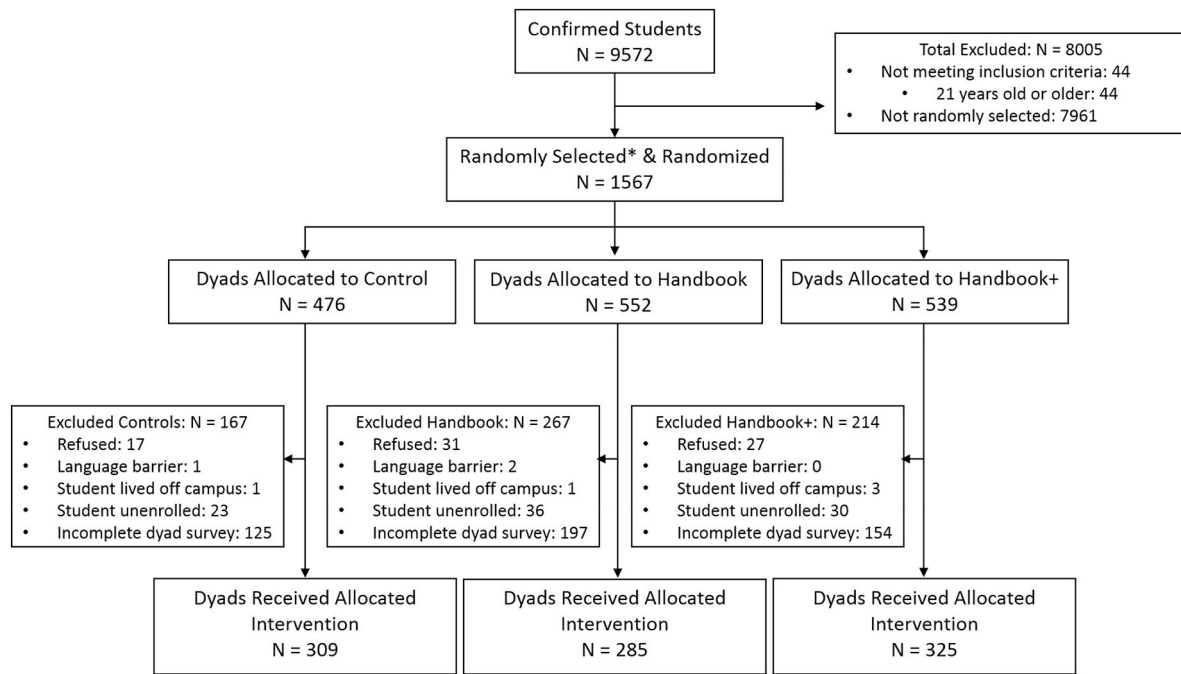 Confirmed Students
N = 9572
Total Excluded: N = 8005
• Not meeting inclusion criteria: 44
• 21 years old or older: 44
• Not randomly selected: 7961
Randomly Selected* & Randomized
N = 1567
Dyads Allocated to Control
N = 476
Dyads Allocated to Handbook
N = 552
Dyads Allocated to Handbook+
N = 539
Excluded Controls: N = 167
• Refused: 17
• Language barrier: 1
• Student lived off campus: 1
• Student unenrolled: 23
• Incomplete dyad survey: 125
Excluded Handbook: N = 267
• Refused: 31
• Language barrier: 2
• Student lived off campus: 1
• Student unenrolled: 36
• Incomplete dyad survey: 197
Excluded Handbook+: N = 214
• Refused: 27
• Language barrier: 0
• Student lived off campus: 3
• Student unenrolled: 30
• Incomplete dyad survey: 154
Dyads Received Allocated
Intervention
N = 309
Dyads Received Allocated
Intervention
N = 285
Dyads Received Allocated
Intervention
N = 325